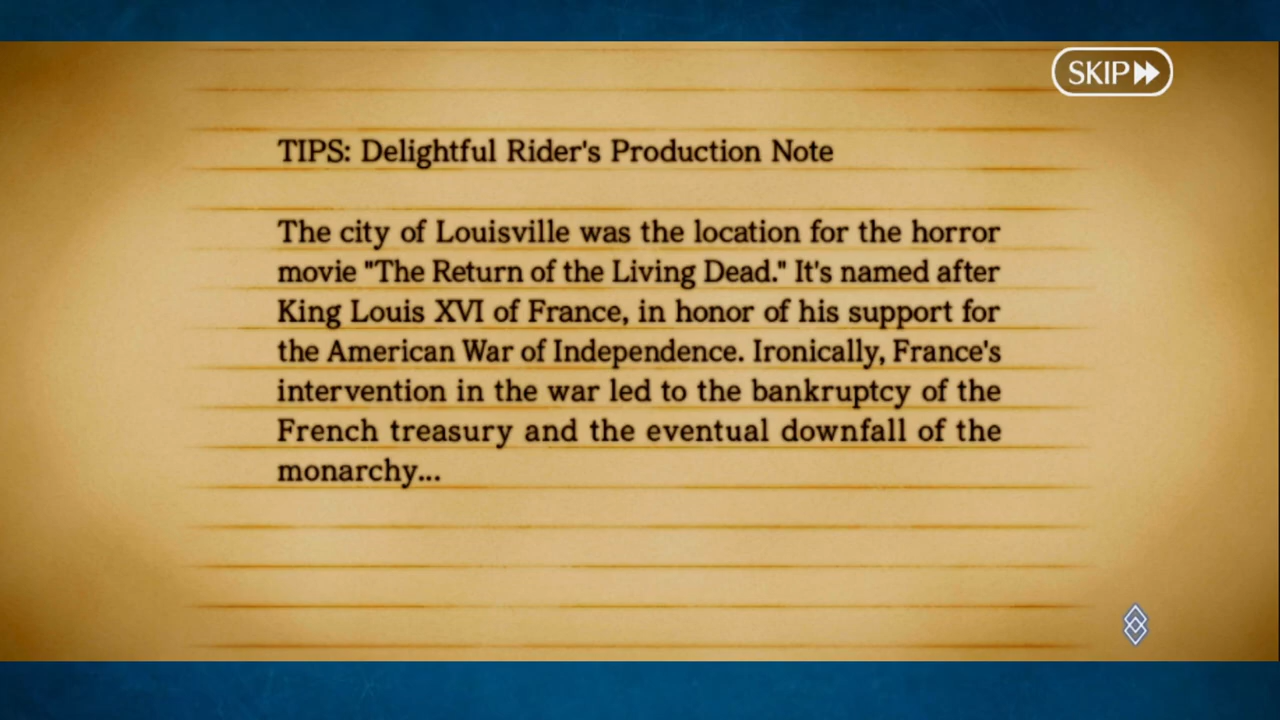 SKIP
TIPS: Delightful Rider's Production Note
The city of Louisville was the location for the horror
movie "The Return of the Living Dead." It's named after
King Louis XVI of France, in honor of his support for
the American War of Independence. Ironically, France's
intervention in the war led to the bankruptcy of the
French treasury and the eventual downfall of the
monarchy...